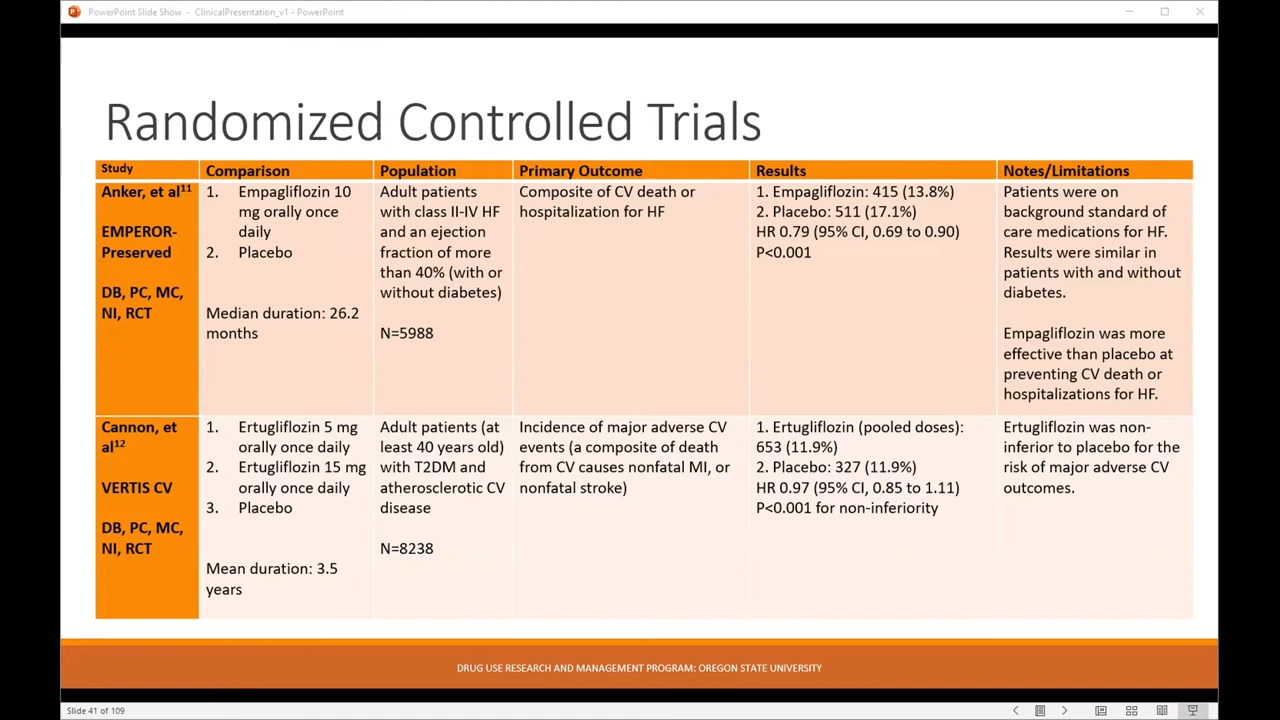 PowerPoint Slide Show - ClinicalPresentation_v1 - PowerPoint
Randomized Controlled Trials
Study
Comparison
Population
Primary Outcome
Results
Notes/Limitations
Anker, et al11
EMPEROR-
Preserved
DB, PC, MC,
NI, RCT
1. Empagliflozin 10
mg orally once
daily
2. Placebo
Median duration: 26.2
months
Adult patients
with class II-IV HF
and an ejection
fraction of more
than 40% (with or
without diabetes)
N=5988
Composite of CV death or
hospitalization for HF
1. Empagliflozin: 415 (13.8%)
2. Placebo: 511 (17.1%)
HR 0.79 (95% CI, 0.69 to 0.90)
P<0.001
Patients were on
background standard of
care medications for HF.
Results were similar in
patients with and without
diabetes.
Empagliflozin was more
effective than placebo at
preventing CV death or
hospitalizations for HF.
Cannon, et
al12
VERTIS CV
DB, PC, MC,
NI, RCT
1. Ertugliflozin 5 mg
orally once daily
2. Ertugliflozin 15 mg
orally once daily
3. Placebo
Mean duration: 3.5
years
Adult patients (at
least 40 years old)
with T2DM and
atherosclerotic CV
disease
N=8238
Incidence of major adverse CV
events (a composite of death
from CV causes nonfatal MI, or
nonfatal stroke)
1. Ertugliflozin (pooled doses):
653 (11.9%)
2. Placebo: 327 (11.9%)
HR 0.97 (95% CI, 0.85 to 1.11)
P<0.001 for non-inferiority
Ertugliflozin was non-
inferior to placebo for the
risk of major adverse CV
outcomes.
DRUG USE RESEARCH AND MANAGEMENT PROGRAM: OREGON STATE UNIVERSITY
Slide 41 of 109